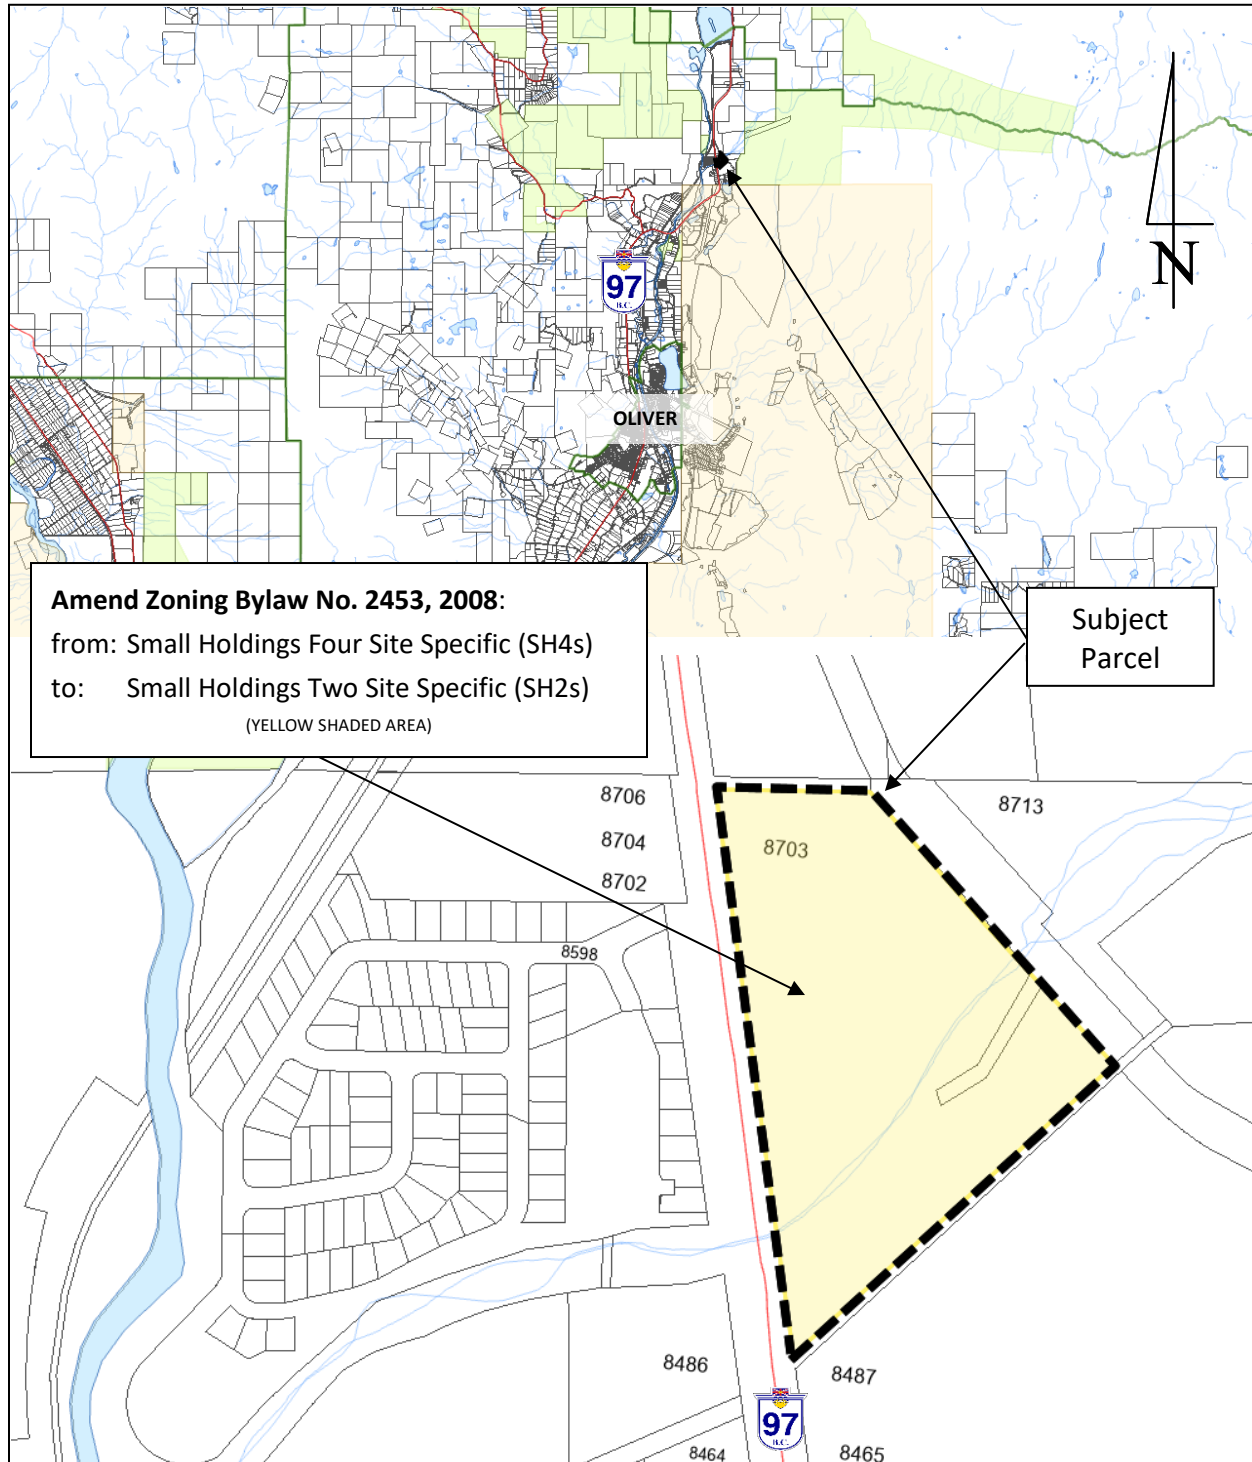 N
97
B.C.
OLIVER
Amend Zoning Bylaw No. 2453, 2008:
from: Small Holdings Four Site Specific (SH4s)
to: Small Holdings Two Site Specific (SH2s)
(YELLOW SHADED AREA)
Subject
Parcel
8706
8713
8704
8703
8702
8598
8486
8487
97
B.C.
8464
8465